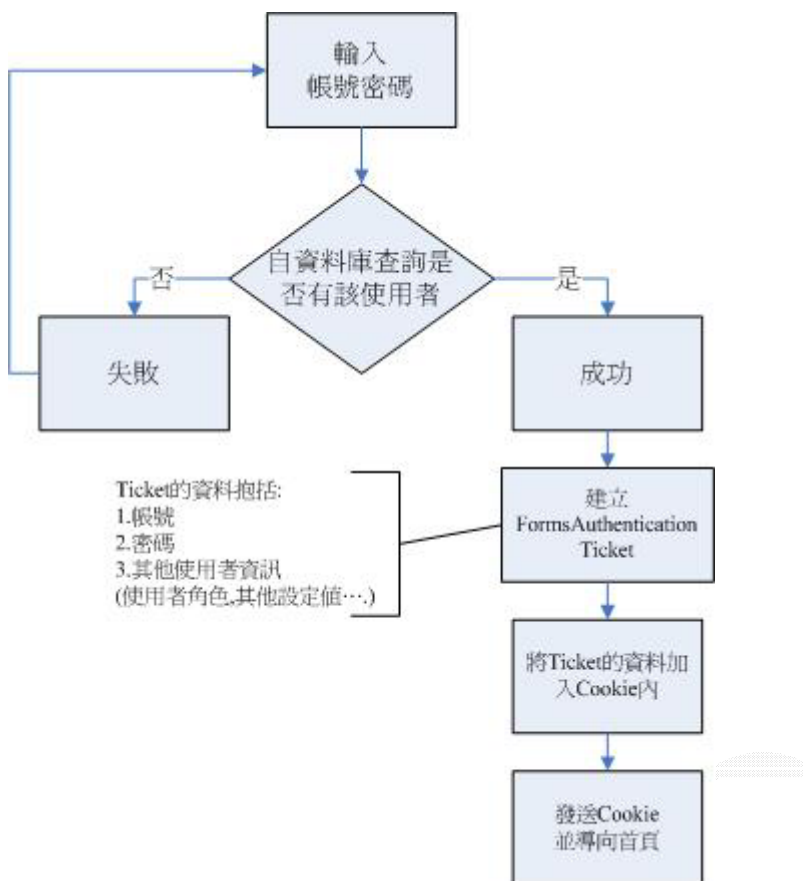 輸入
帳號密碼
自資料庫查詢是
否有該使用者
否
是
失敗
成功
Ticket的資料抱括:
1.帳號
2.密碼
3.其他使用者資訊
(使用者角色,其他設定值….)
建立
FormsAuthentication
Ticket
將Ticket的資料加
入Cookie內
發送Cookie
並導向首頁